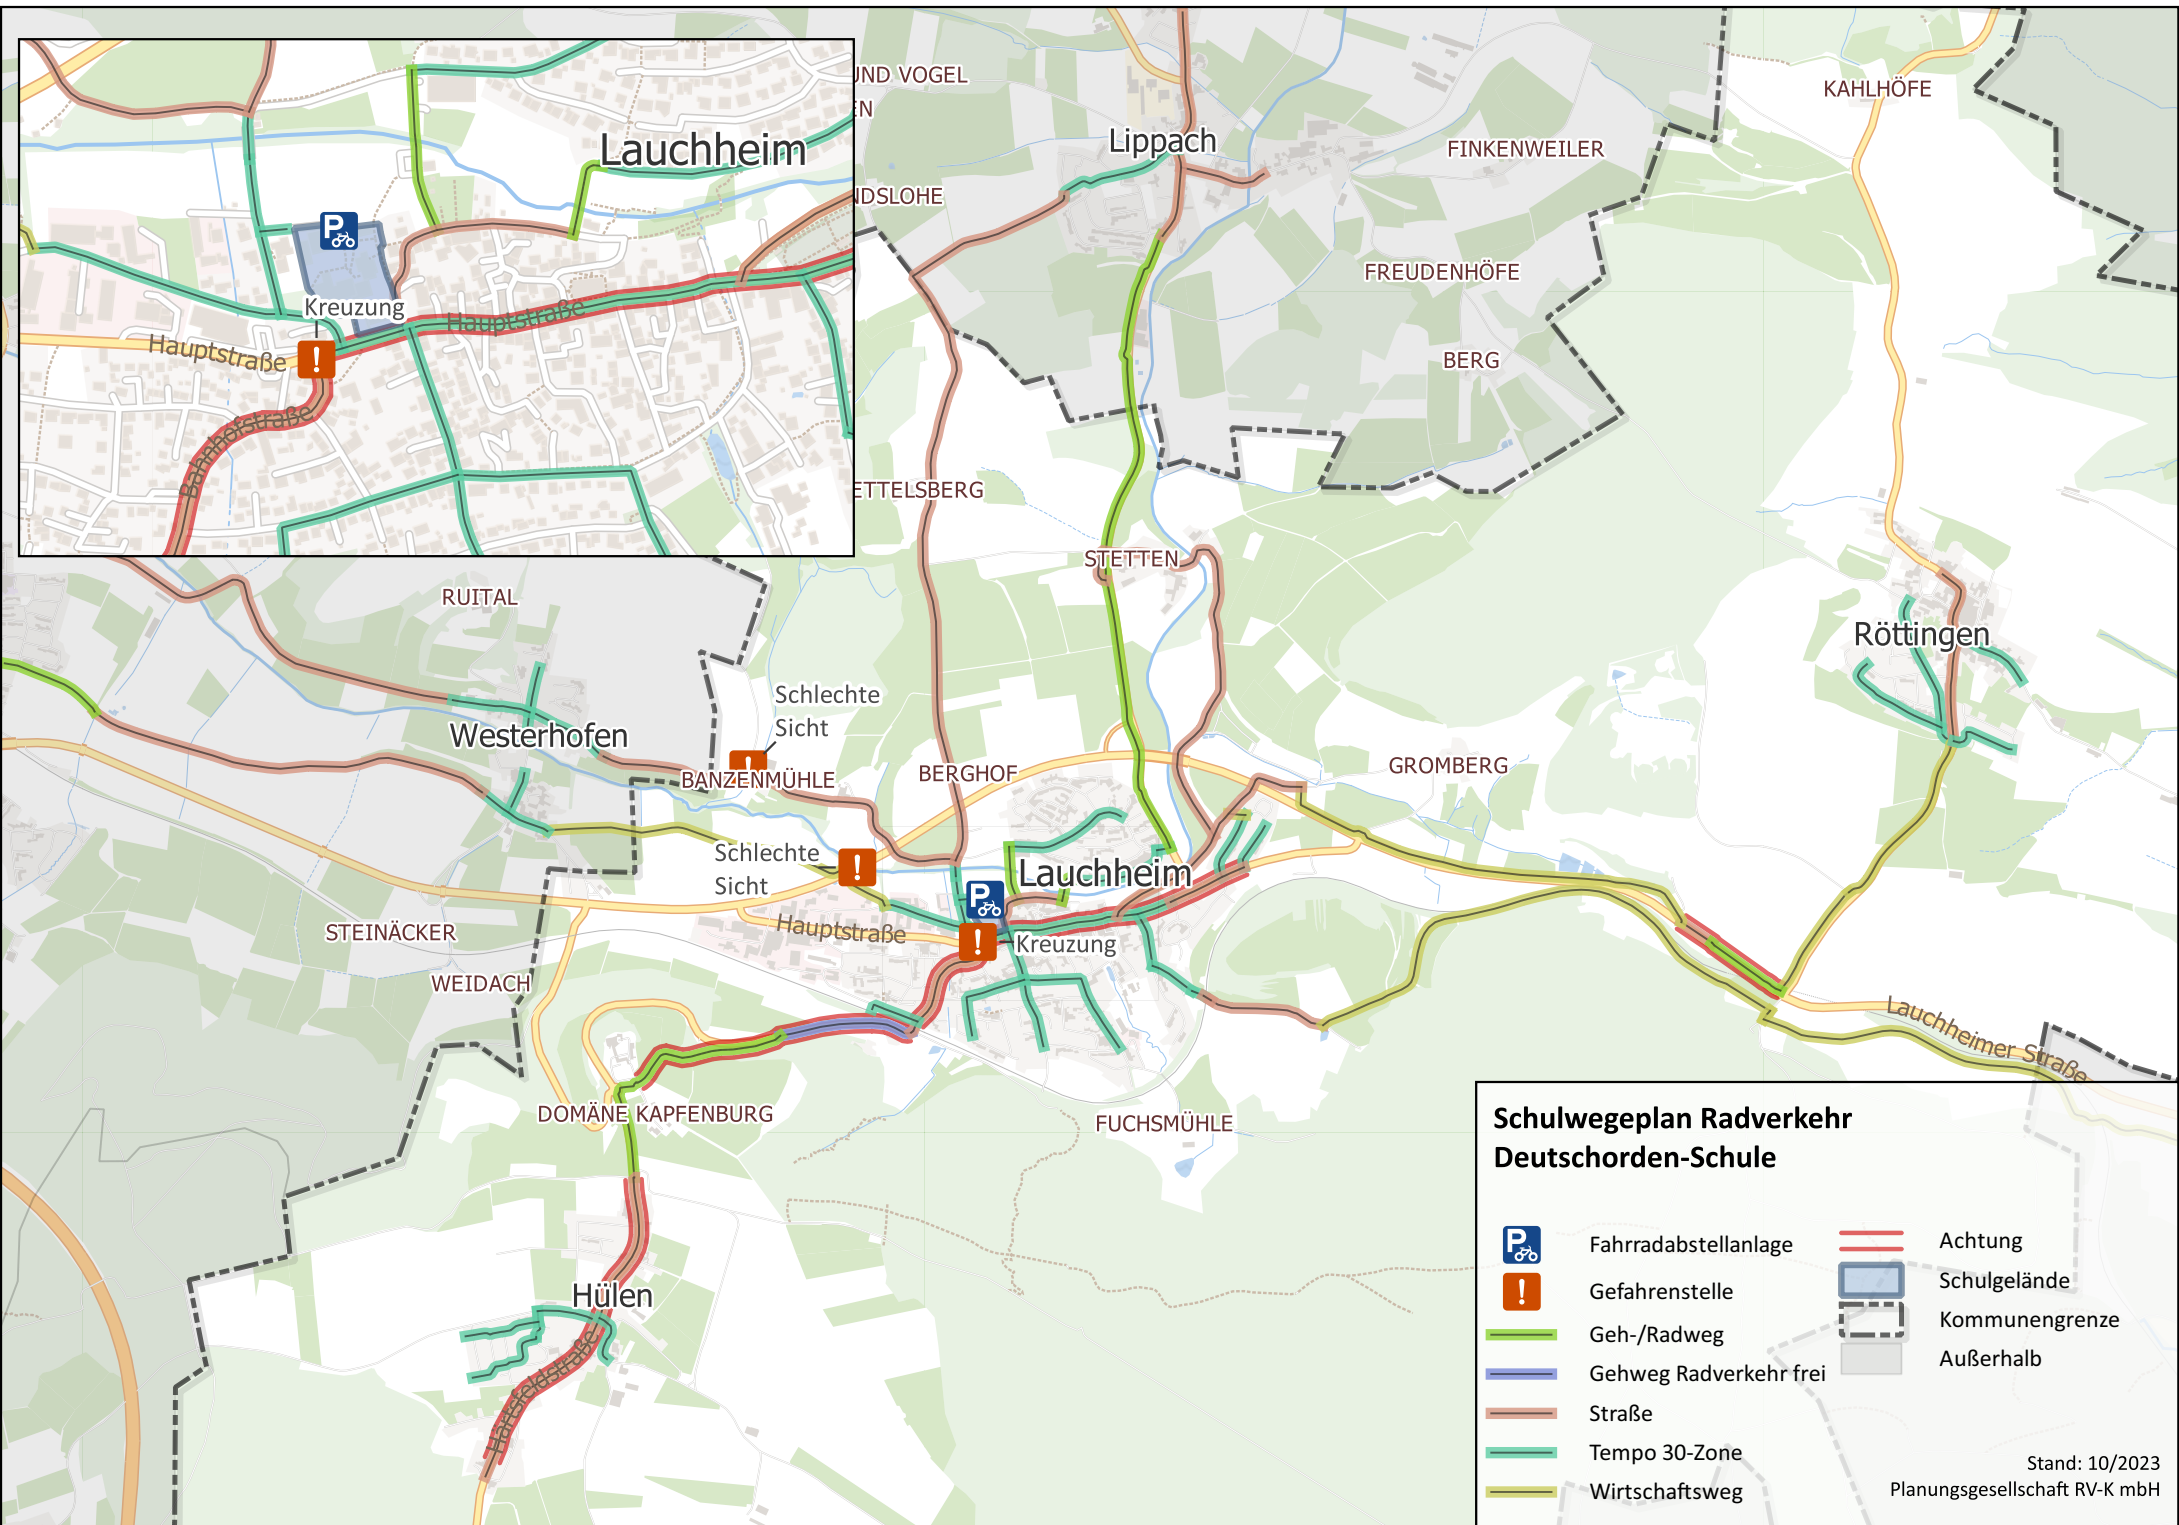 Lauchheim
P
Kreuzung
!
Hauptstraße
Hauptstraße
Bahnhofstraße
UND VOGEL
EN
NDSLOHE
Lippach
FINKENWEILER
KAHLHÖFE
FREUDENHÖFE
BERG
ETTELSBERG
STETTEN
RUITAL
Röttingen
Schlechte
Sicht
Westerhofen
!
BANZENMÜHLE
BERGHOF
GROMBERG
Schlechte
Sicht
!
Lauchheim
P
STEINÄCKER
Hauptstraße
!
Kreuzung
WEIDACH
Lauchheimer Straße
DOMÄNE KAPFENBURG
FUCHSMÜHLE
Hülen
Hartsfeldstraße
Schulwegeplan Radverkehr
Deutschorden-Schule
P
Fahrradabstellanlage
!
Gefahrenstelle
Geh-/Radweg
Gehweg Radverkehr frei
Straße
Tempo 30-Zone
Wirtschaftsweg
Achtung
Schulgelände
Kommunengrenze
Außerhalb
Stand: 10/2023
Planungsgesellschaft RV-K mbH